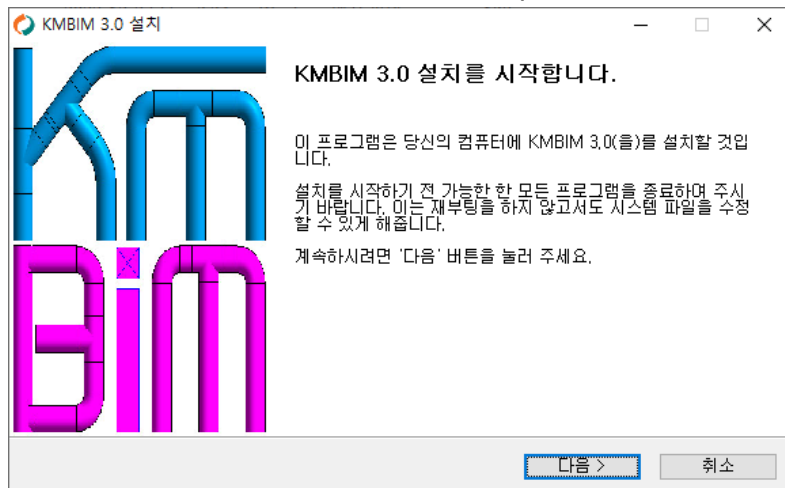 KMBIM 3.0 설치
KM
KMBIM 3.0 설치를 시작합니다.
이 프로그램은 당신의 컴퓨터에 KMBIM 3.0(을)를 설치할 것입
니다.
설치를 시작하기 전 가능한 한 모든 프로그램을 종료하여 주시
기 바랍니다. 이는 재부팅을 하지 않고서도 시스템 파일을 수정
할 수 있게 해줍니다.
Bim
계속하시려면 '다음' 버튼을 눌러 주세요.
다음 >
취소